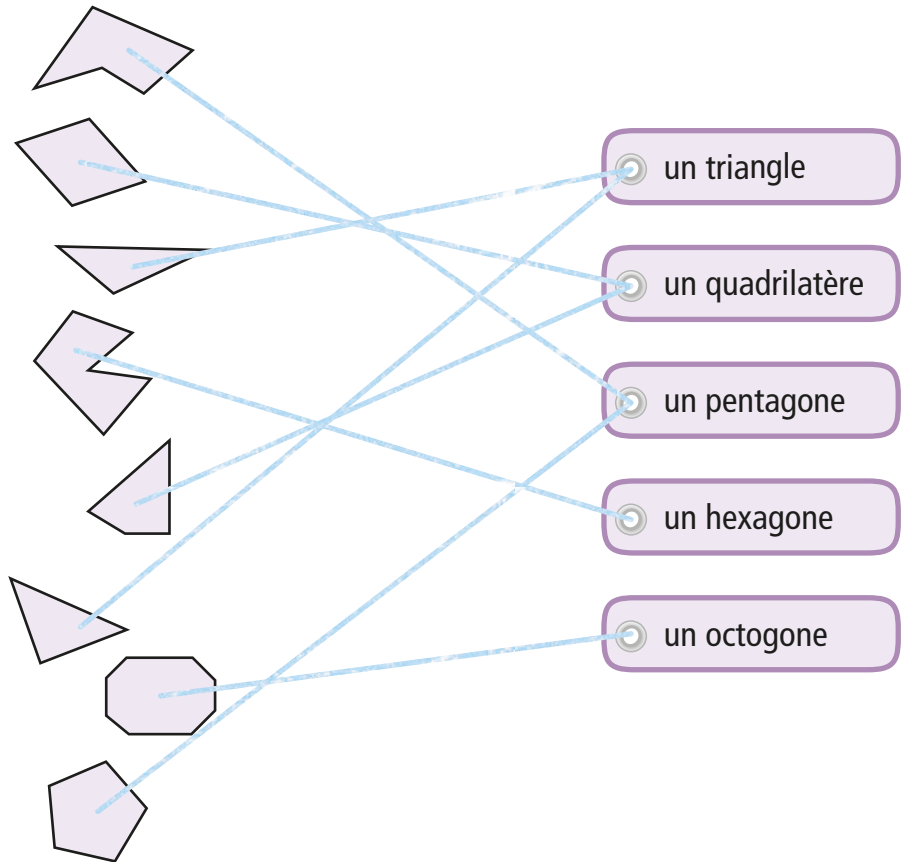 un triangle
un quadrilatère
un pentagone
un hexagone
un octogone